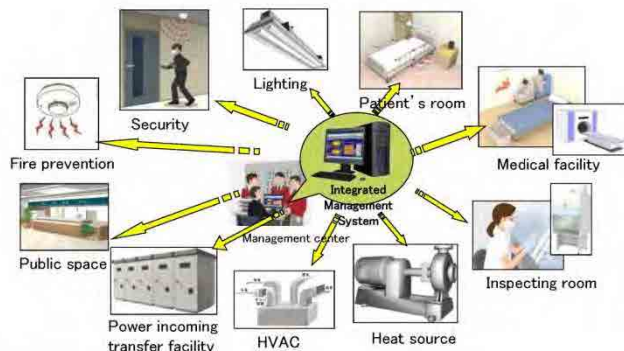 Lighting
Patient's room
Security
Fire prevention
Medical facility
Integrated
Management
System
Management center
Public space
Inspecting room
Power incoming
transfer facility
HVAC
Heat source